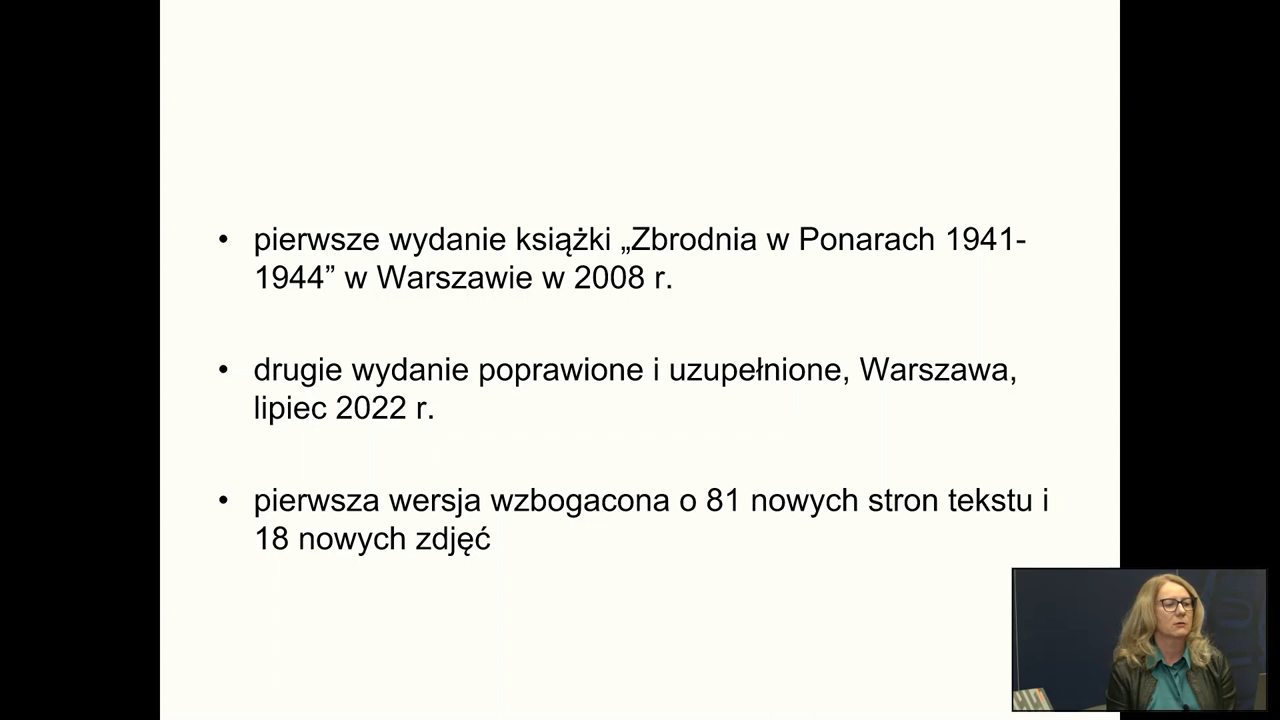 • pierwsze wydanie książki „Zbrodnia w Ponarach 1941-
1944” w Warszawie w 2008 r.
• drugie wydanie poprawione i uzupełnione, Warszawa,
lipiec 2022 r.
• pierwsza wersja wzbogacona o 81 nowych stron tekstu i
18 nowych zdjęć